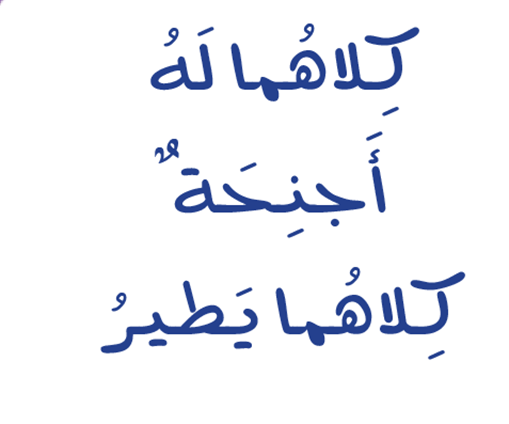 كِلاهُما لَهُ
أَجنِحَةٌ
كِلاهُما يَطيرُ